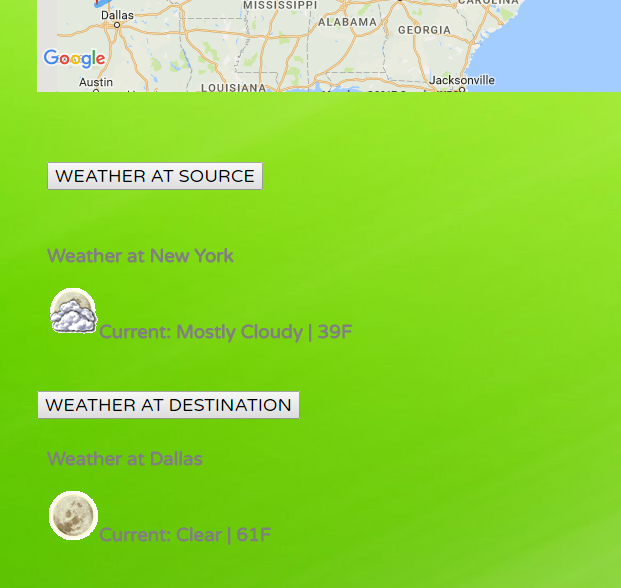 MISSISSIPPI
CAROLINA
Dallas
ALABAMA
GEORGIA
Google
Austin
Jacksonville
LOUISIANA
WEATHER AT SOURCE
Weather at New York
Current: Mostly Cloudy | 39F
WEATHER AT DESTINATION
Weather at Dallas
Current: Clear | 61F